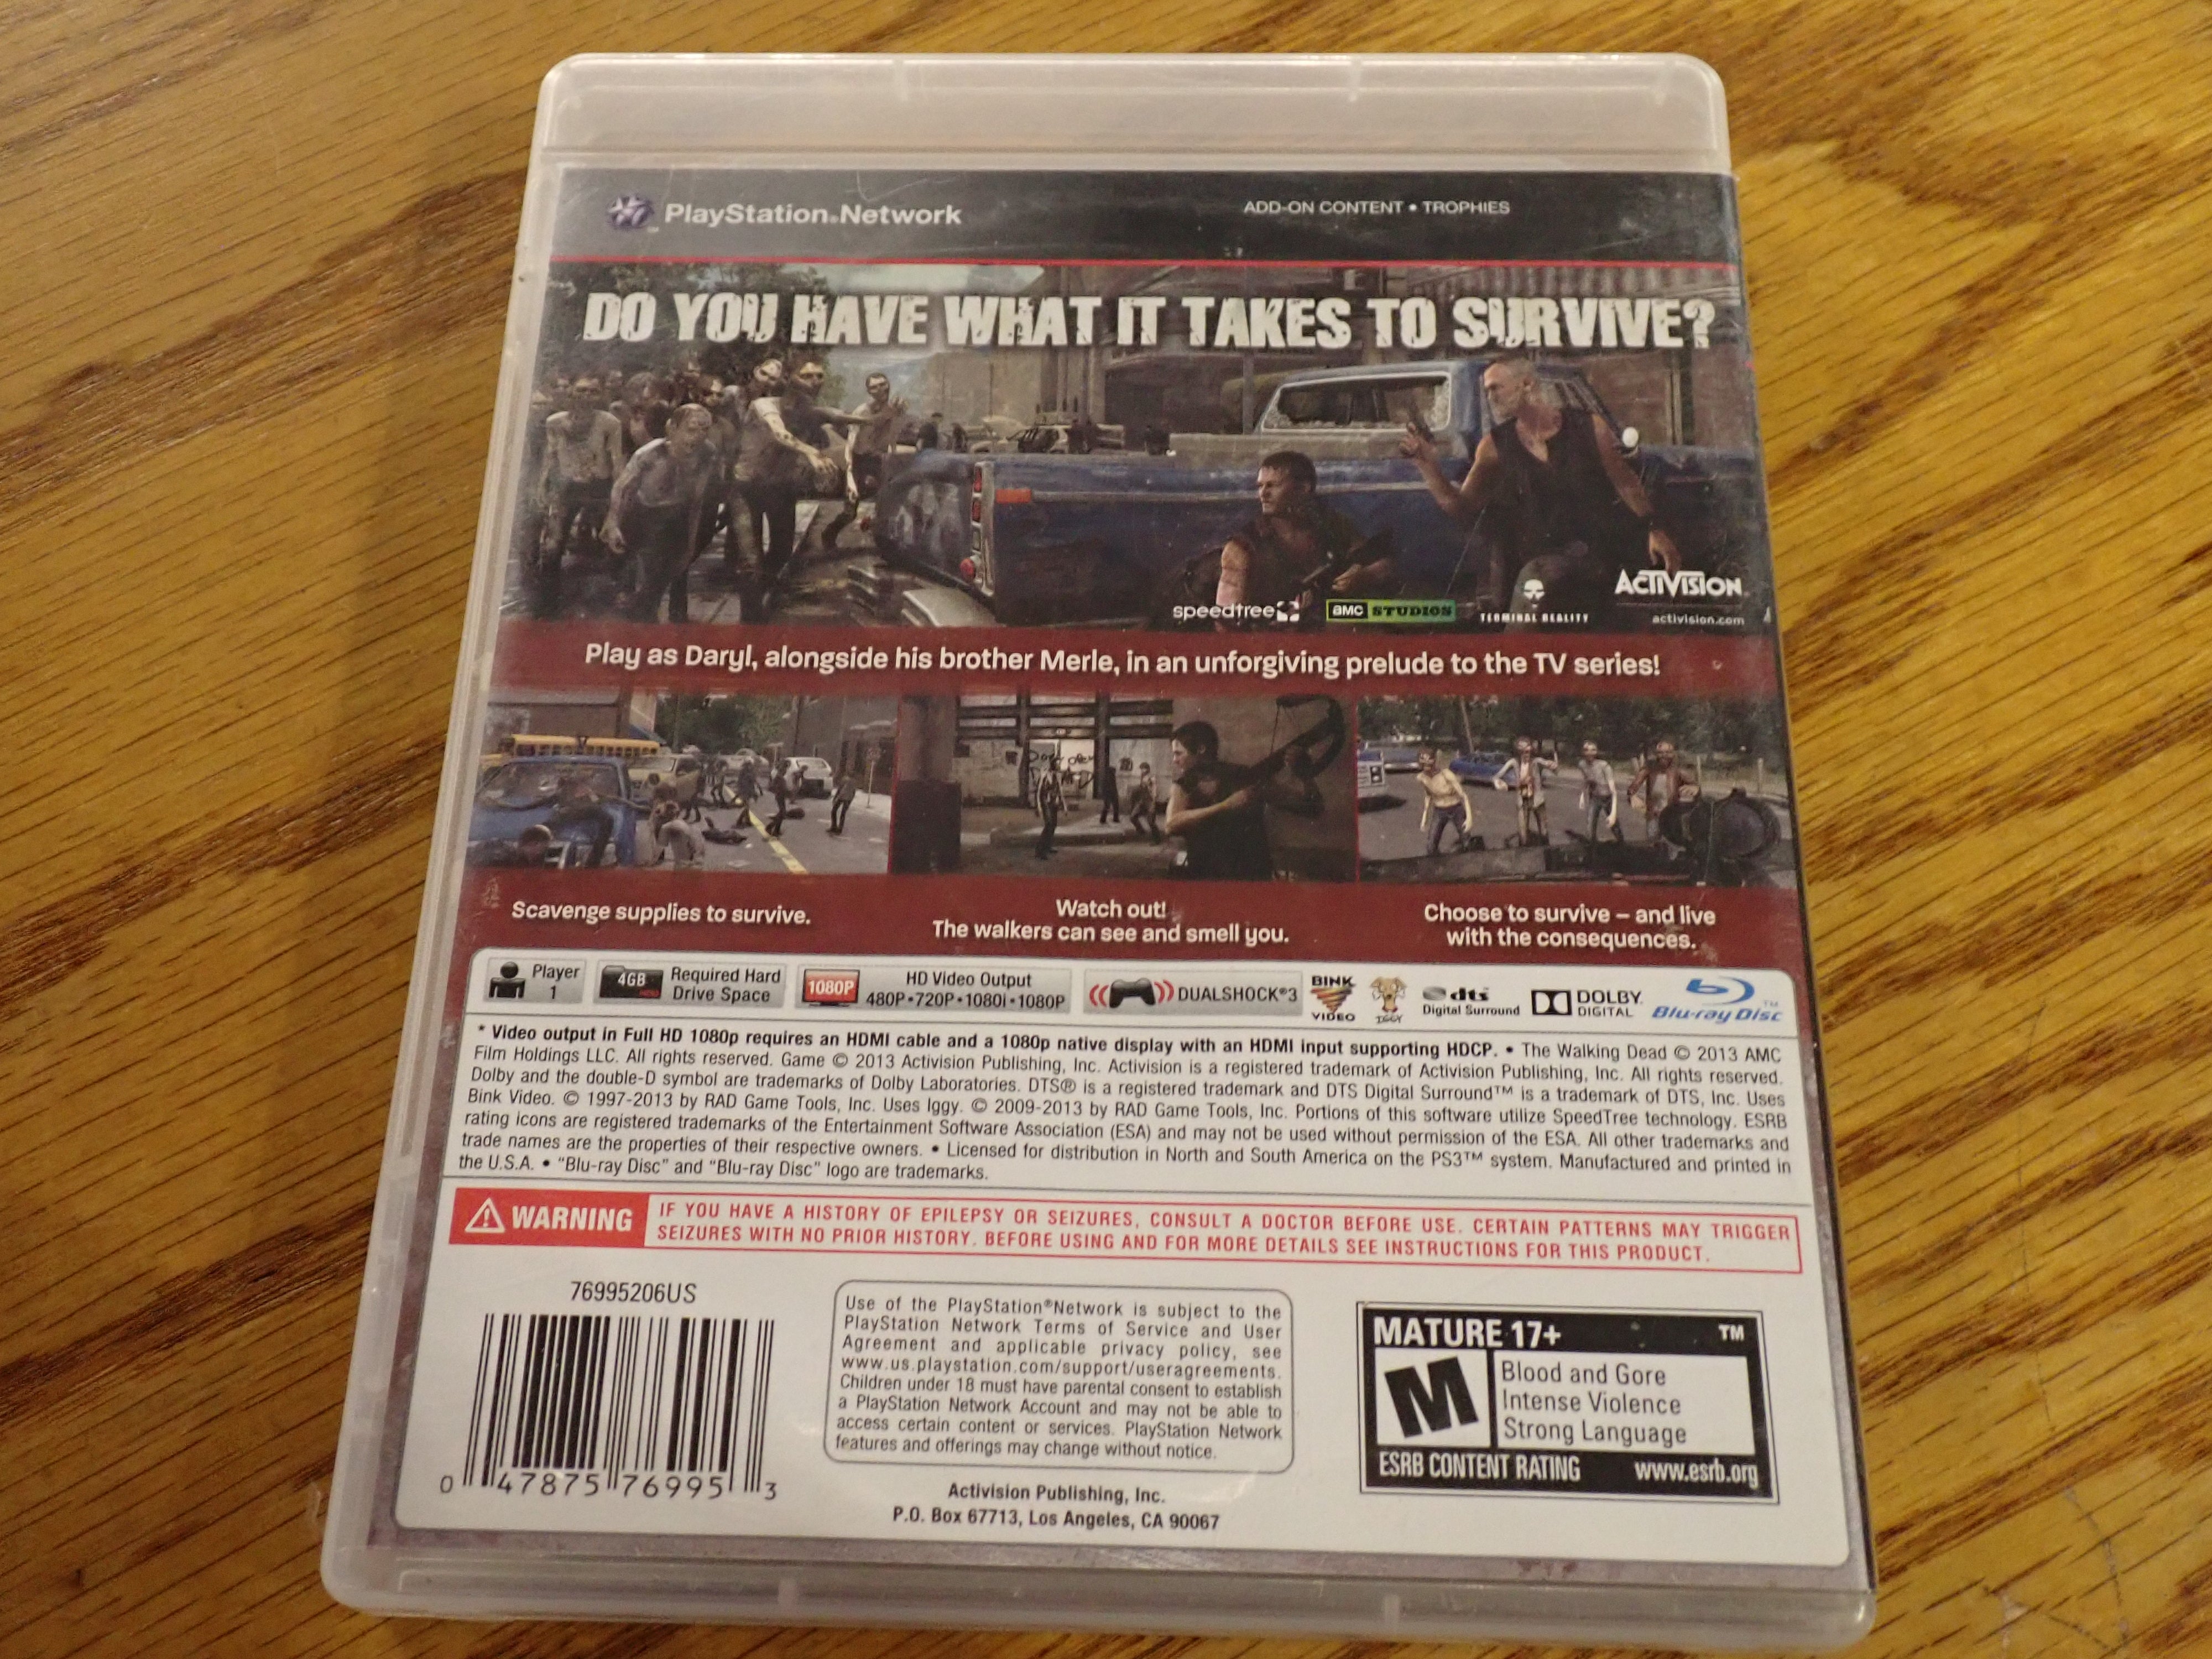 PlayStation®Network
ADD-ON CONTENT • TROPHIES
DO YOU HAVE WHAT IT TAKES TO SURVIVE?
speedtree
amc STUDIOS
TERMINAL REALITY
ACTIVISION
activision.com
Play as Daryl, alongside his brother Merle, in an unforgiving prelude to the TV series!
Scavenge supplies to survive.
Watch out!
The walkers can see and smell you.
Choose to survive – and live
with the consequences.
Player
1
4GB
Required Hard
Drive Space
1080P
HD Video Output
480P•720P•1080i•1080P
DUALSHOCK®3
BINK
VIDEO
IGGY
dts
Digital Surround
DOLBY
DIGITAL
Blu-ray Disc™
* Video output in Full HD 1080p requires an HDMI cable and a 1080p native display with an HDMI input supporting HDCP. • The Walking Dead © 2013 AMC
Film Holdings LLC. All rights reserved. Game © 2013 Activision Publishing, Inc. Activision is a registered trademark of Activision Publishing, Inc. All rights reserved.
Dolby and the double-D symbol are trademarks of Dolby Laboratories. DTS® is a registered trademark and DTS Digital Surround™ is a trademark of DTS, Inc. Uses
Bink Video. © 1997-2013 by RAD Game Tools, Inc. Uses Iggy. © 2009-2013 by RAD Game Tools, Inc. Portions of this software utilize SpeedTree technology. ESRB
rating icons are registered trademarks of the Entertainment Software Association (ESA) and may not be used without permission of the ESA. All other trademarks and
trade names are the properties of their respective owners. • Licensed for distribution in North and South America on the PS3™ system. Manufactured and printed in
the U.S.A. • “Blu-ray Disc” and “Blu-ray Disc” logo are trademarks.
WARNING
IF YOU HAVE A HISTORY OF EPILEPSY OR SEIZURES, CONSULT A DOCTOR BEFORE USE. CERTAIN PATTERNS MAY TRIGGER
SEIZURES WITH NO PRIOR HISTORY. BEFORE USING AND FOR MORE DETAILS SEE INSTRUCTIONS FOR THIS PRODUCT.
76995206US
0 47875 76995 3
Use of the PlayStation®Network is subject to the
PlayStation Network Terms of Service and User
Agreement and applicable privacy policy, see
www.us.playstation.com/support/useragreements.
Children under 18 must have parental consent to establish
a PlayStation Network Account and may not be able to
access certain content or services. PlayStation Network
features and offerings may change without notice.
Activision Publishing, Inc.
P.O. Box 67713, Los Angeles, CA 90067
MATURE 17+ ™
M
Blood and Gore
Intense Violence
Strong Language
ESRB CONTENT RATING www.esrb.org